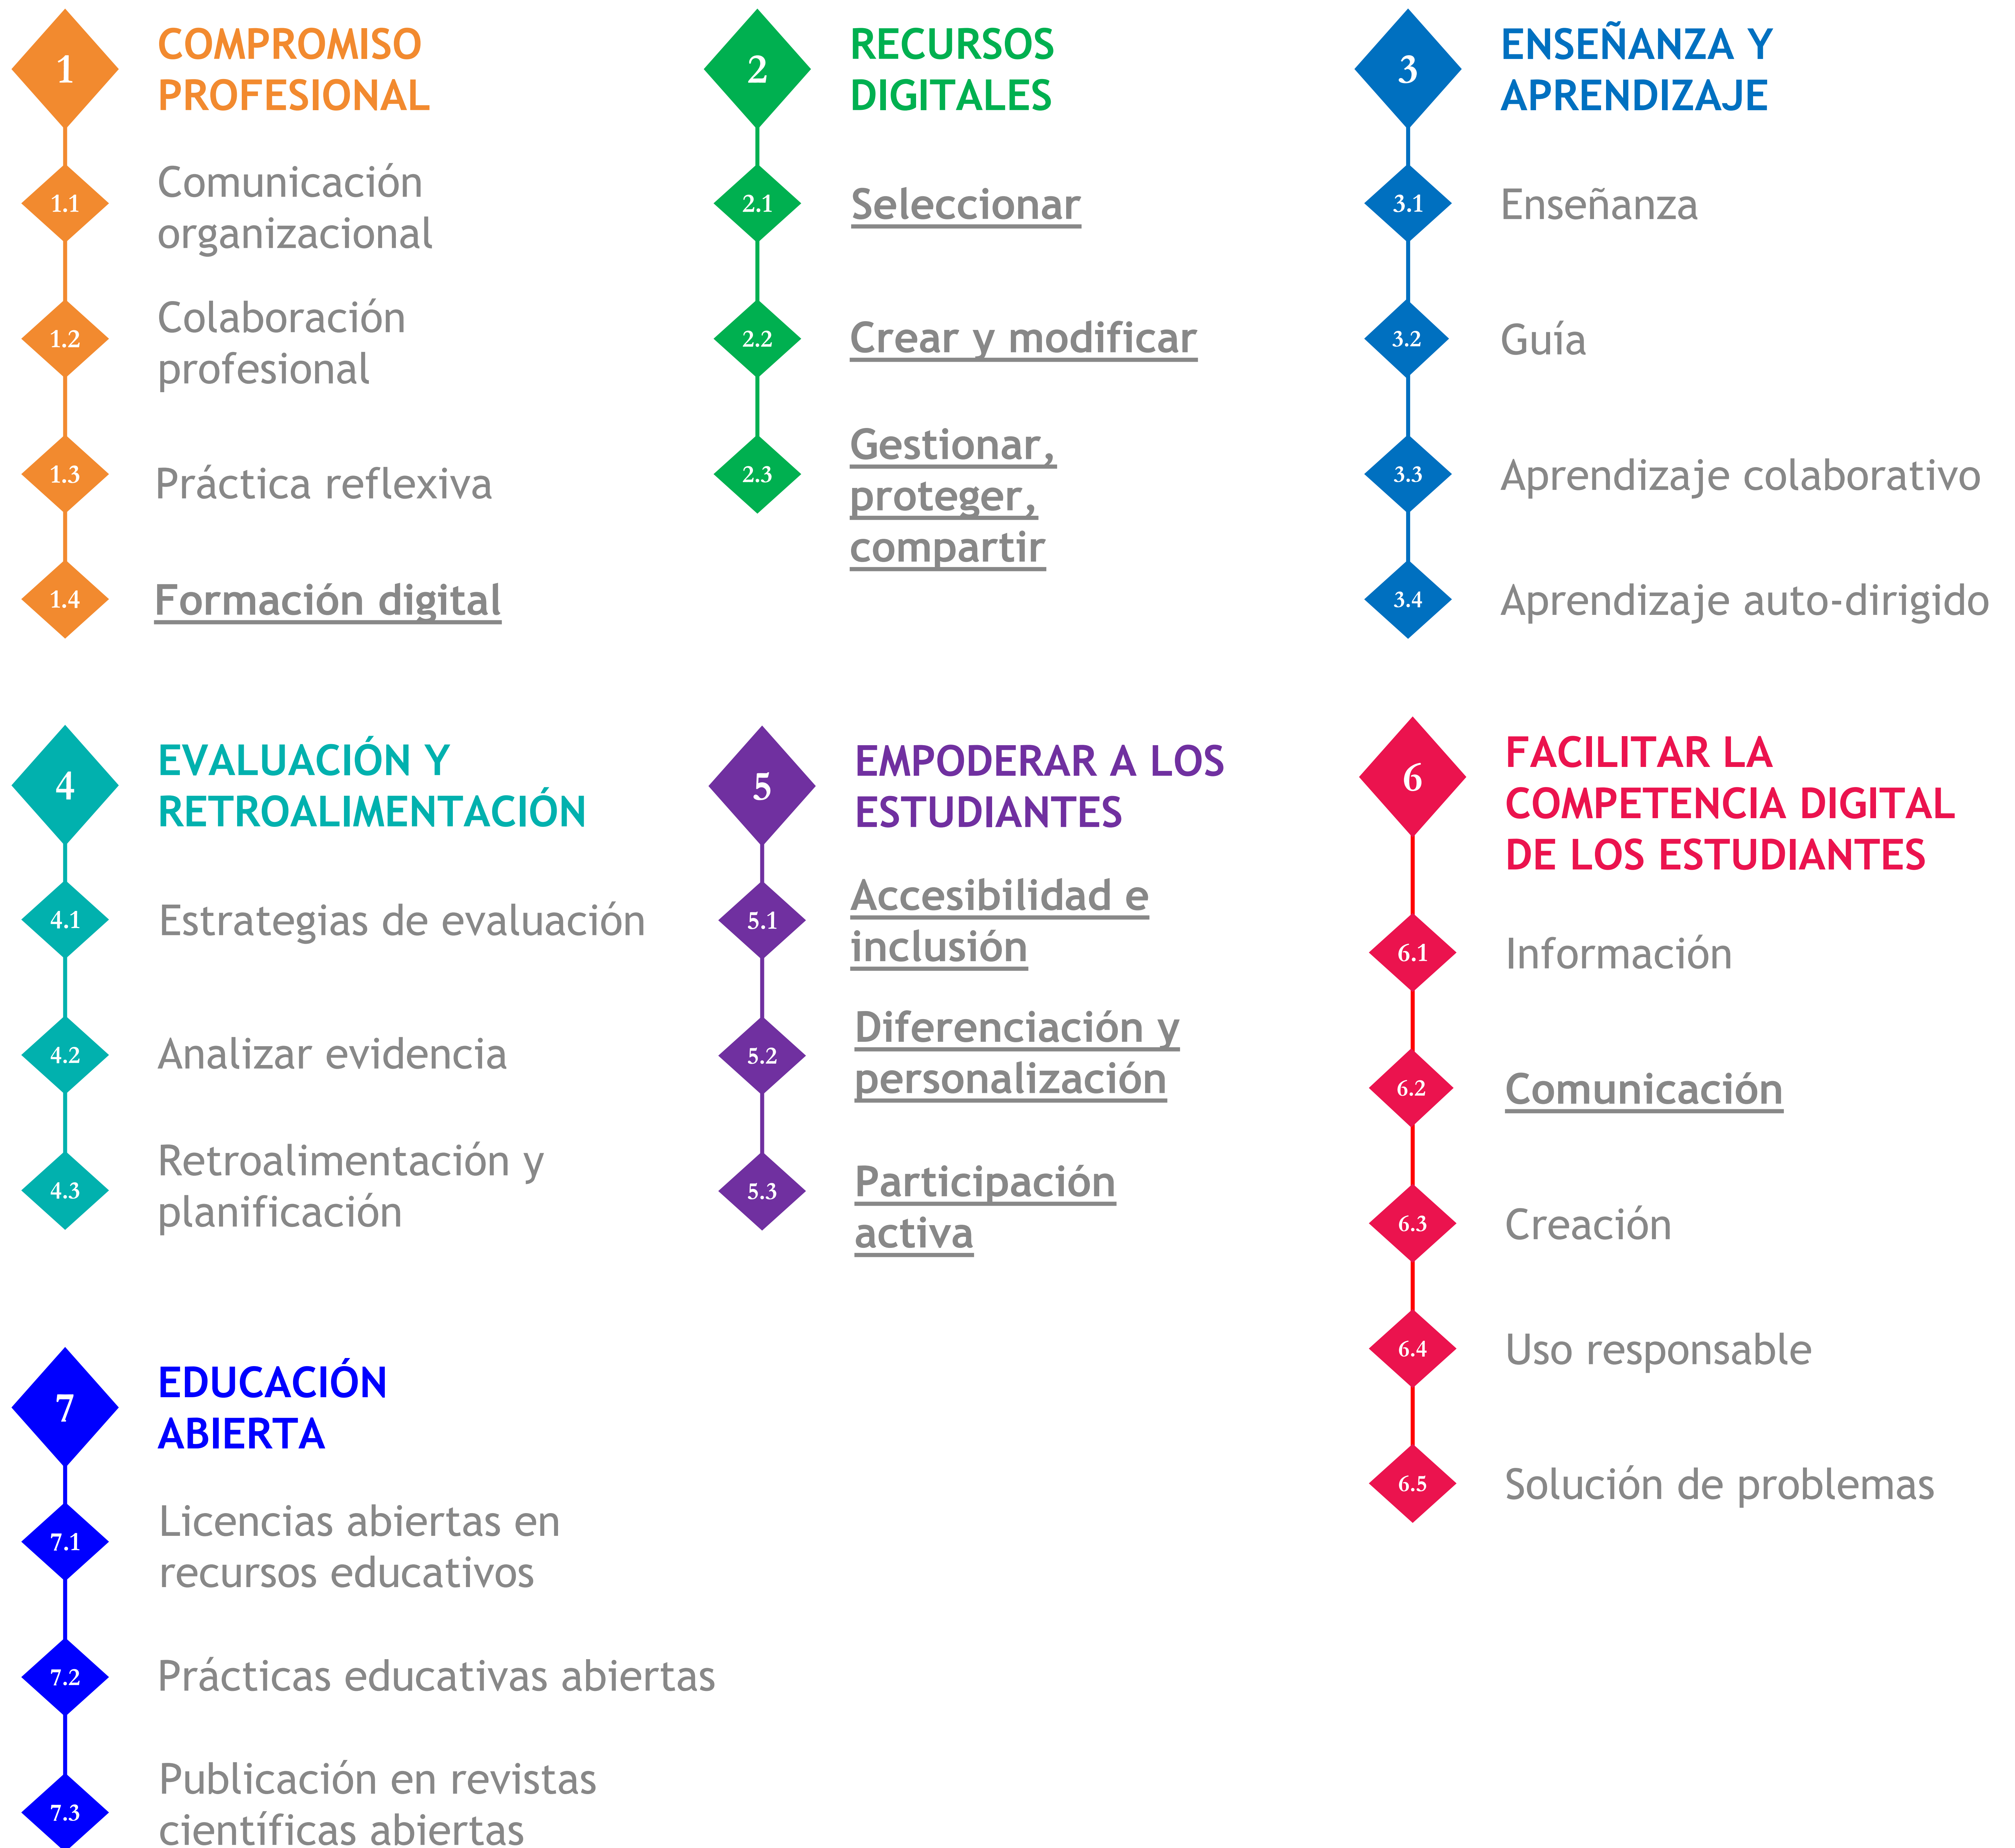 1
COMPROMISO
PROFESIONAL
1.1
Comunicación
organizacional
1.2
Colaboración
profesional
1.3
Práctica reflexiva
1.4
Formación digital
2
RECURSOS
DIGITALES
2.1
Seleccionar
2.2
Crear y modificar
2.3
Gestionar,
proteger,
compartir
3
ENSEÑANZA Y
APRENDIZAJE
3.1
Enseñanza
3.2
Guía
3.3
Aprendizaje colaborativo
3.4
Aprendizaje auto-dirigido
4
EVALUACIÓN Y
RETROALIMENTACIÓN
4.1
Estrategias de evaluación
4.2
Analizar evidencia
4.3
Retroalimentación y
planificación
5
EMPODERAR A LOS
ESTUDIANTES
5.1
Accesibilidad e
inclusión
5.2
Diferenciación y
personalización
5.3
Participación
activa
6
FACILITAR LA
COMPETENCIA DIGITAL
DE LOS ESTUDIANTES
6.1
Información
6.2
Comunicación
6.3
Creación
6.4
Uso responsable
6.5
Solución de problemas
7
EDUCACIÓN
ABIERTA
7.1
Licencias abiertas en
recursos educativos
7.2
Prácticas educativas abiertas
7.3
Publicación en revistas
científicas abiertas